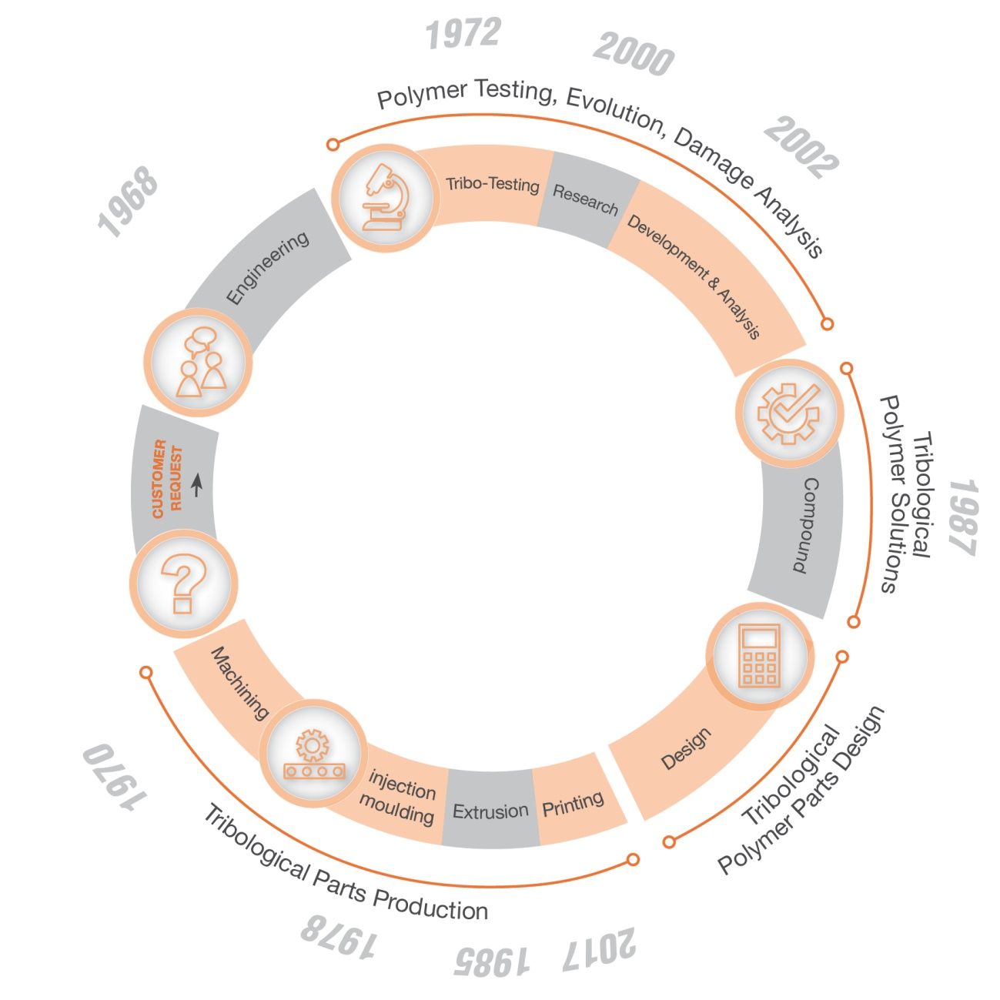 1972
2000
2002
1968
Polymer Testing, Evolution, Damage Analysis
Tribo-Testing
Research
Development & Analysis
Engineering
CUSTOMER
REQUEST
Tribological
Polymer Solutions
1987
Compound
Design
Tribological
Polymer Parts Design
Printing
Extrusion
injection
moulding
Machining
Tribological Parts Production
1970
1978
1985
2017